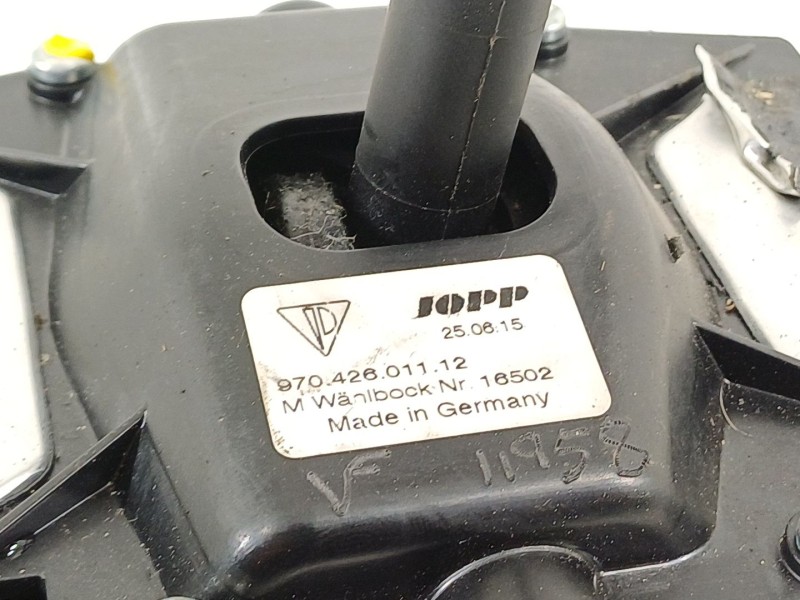 JOPP
25.06.15
970.426.011.12
M Wählbock-Nr. 16502
Made in Germany
VF 11958